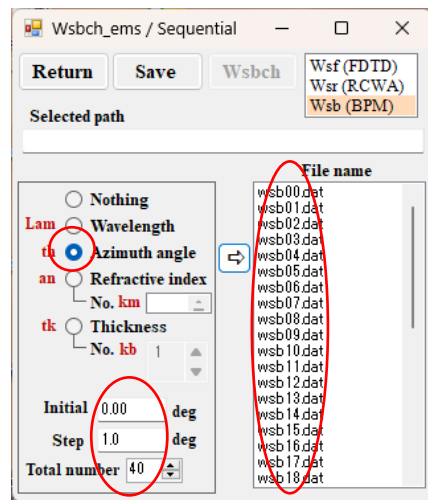 Wsbch_ems / Sequential
Return Save Wsbch
Wsf (FDTD)
Wsr (RCWA)
Wsb (BPM)
Selected path
File name
Nothing
Lam Wavelength
th Azimuth angle
an Refractive index
No. km
tk Thickness
No. kb 1
Initial 0.00 deg
Step 1.0 deg
Total number 40
wsb00.dat
wsb01.dat
wsb02.dat
wsb03.dat
wsb04.dat
wsb05.dat
wsb06.dat
wsb07.dat
wsb08.dat
wsb09.dat
wsb10.dat
wsb11.dat
wsb12.dat
wsb13.dat
wsb14.dat
wsb15.dat
wsb16.dat
wsb17.dat
wsb18.dat